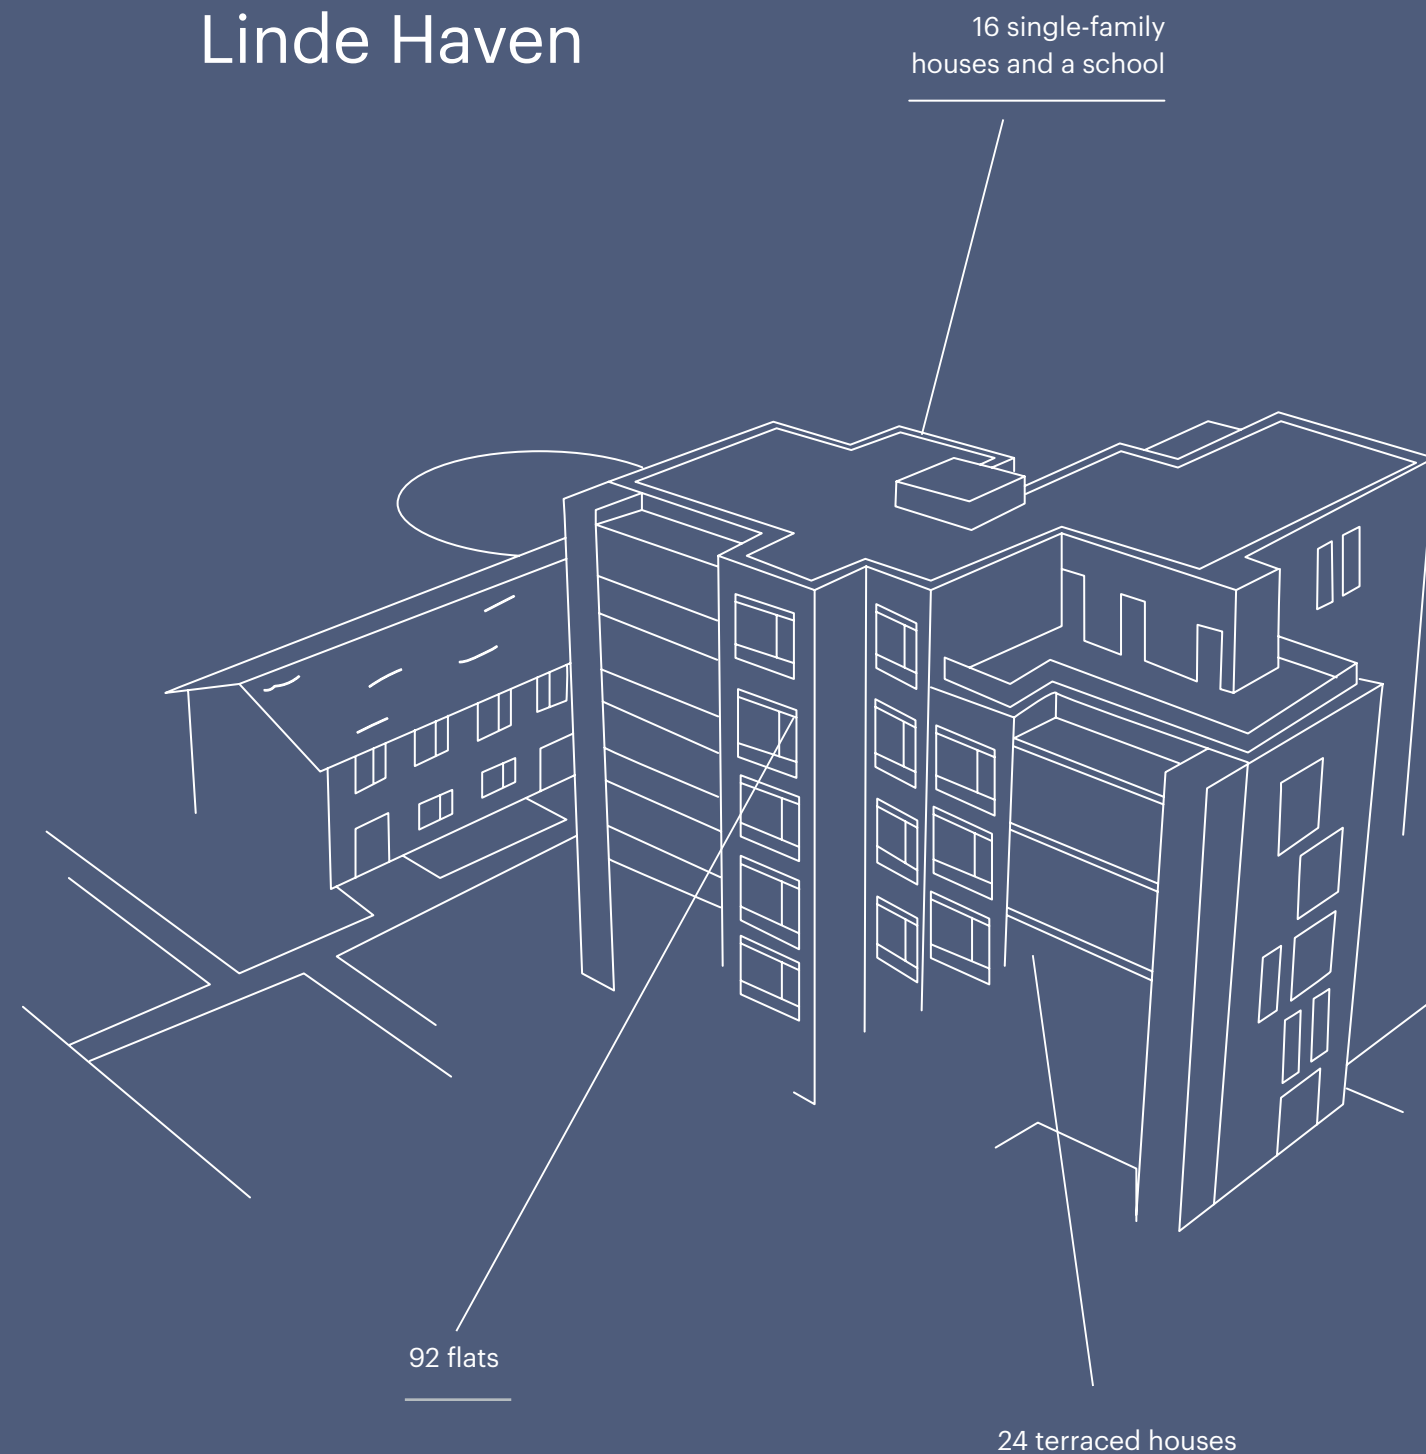 Linde Haven
16 single-family
houses and a school
92 flats
24 terraced houses